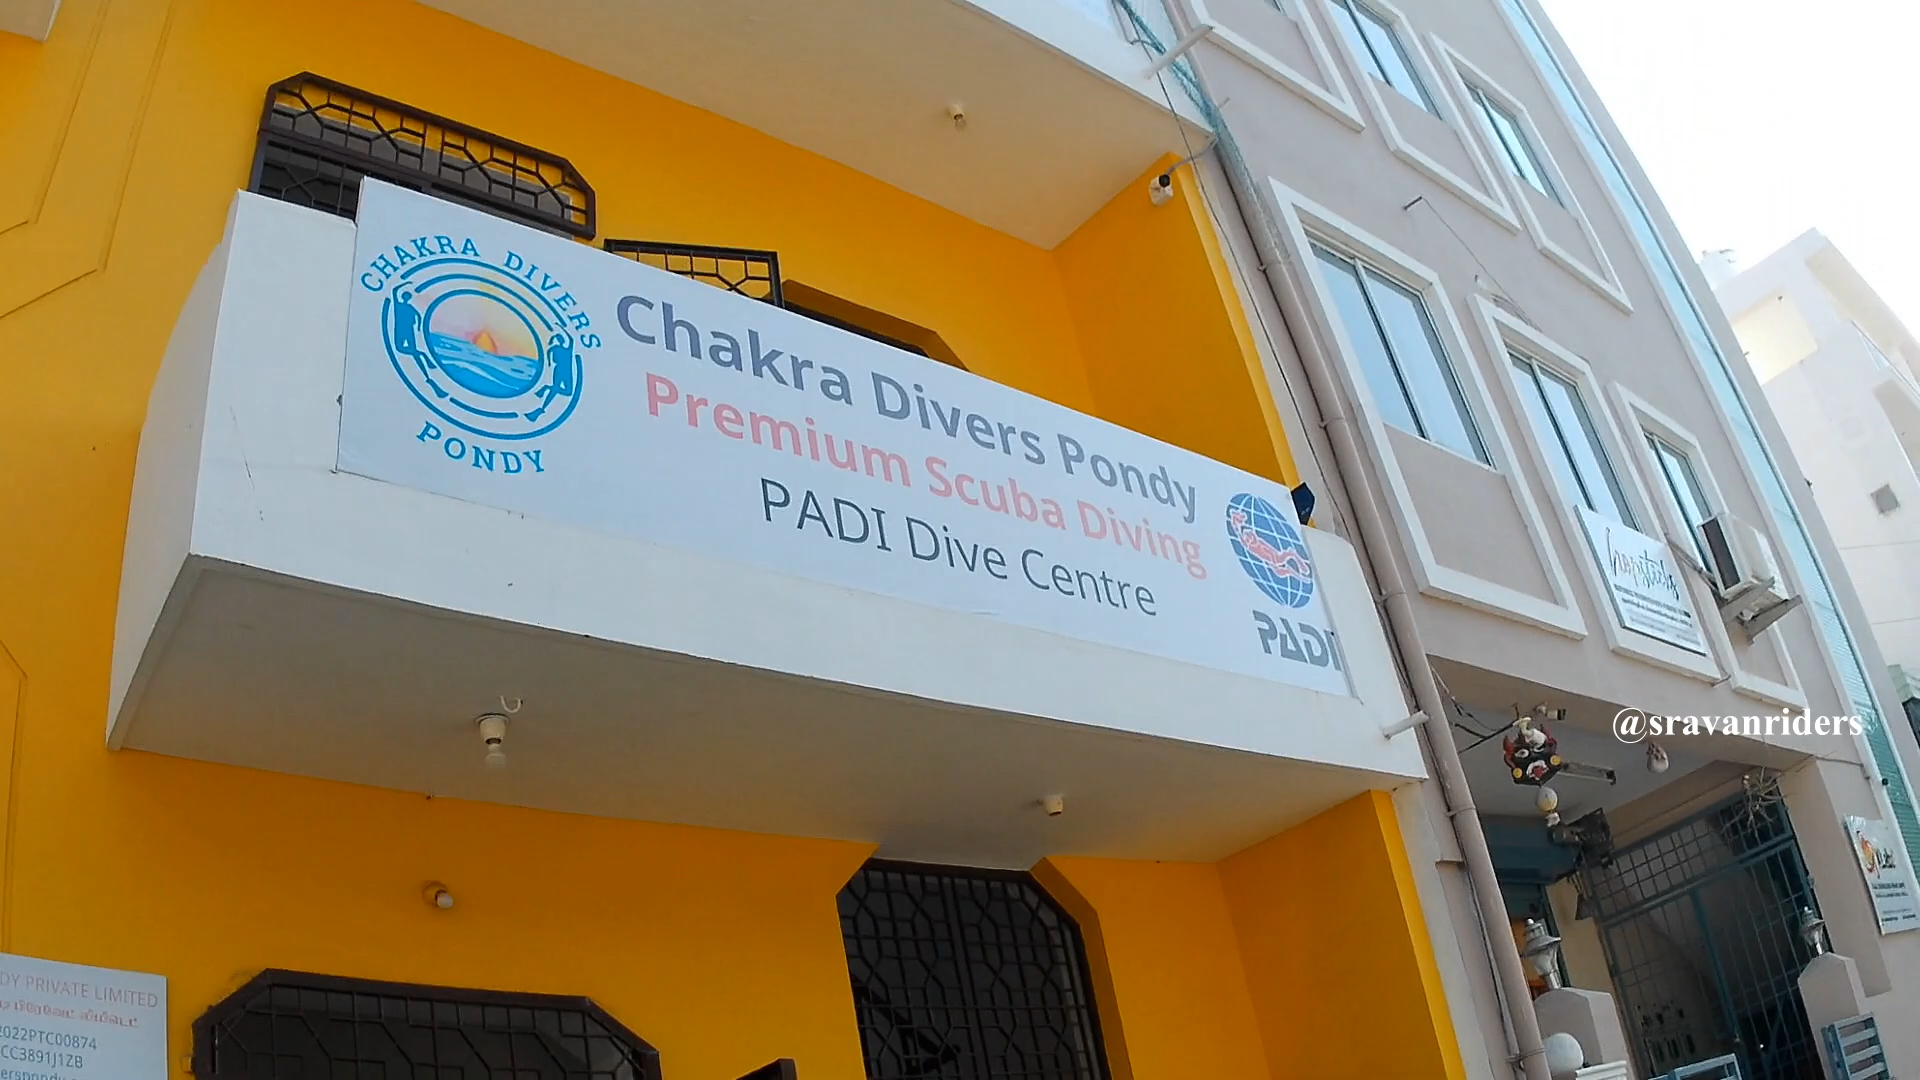 CHAKRA DIVERS
PONDY
Chakra Divers Pondy
Premium Scuba Diving
PADI Dive Centre
PADI
@sravanriders
DY PRIVATE LIMITED
பிரைவேட் லிமிடெட்
2022PTC00874
CC3891J1ZB